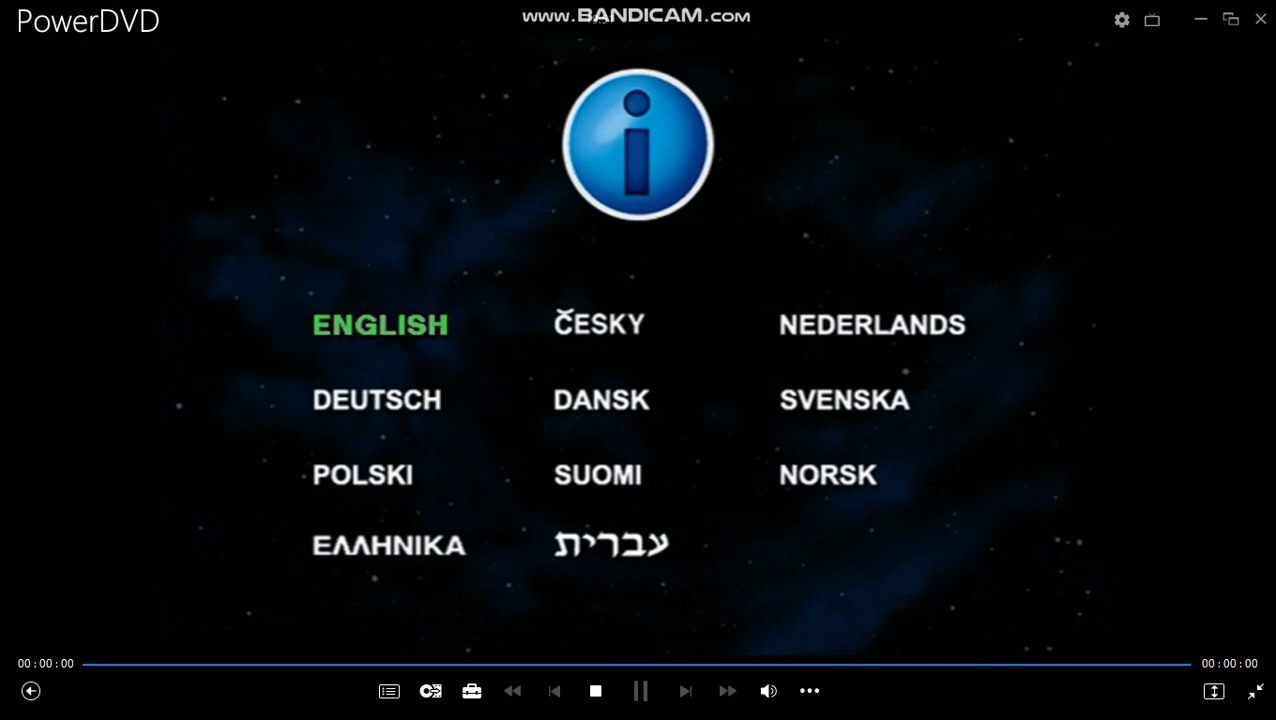 PowerDVD
www.BANDICAM.com
i
ENGLISH ČESKY NEDERLANDS
DEUTSCH DANSK SVENSKA
POLSKI SUOMI NORSK
ΕΛΛΗΝΙΚΑ עברית
00:00:00 00:00:00